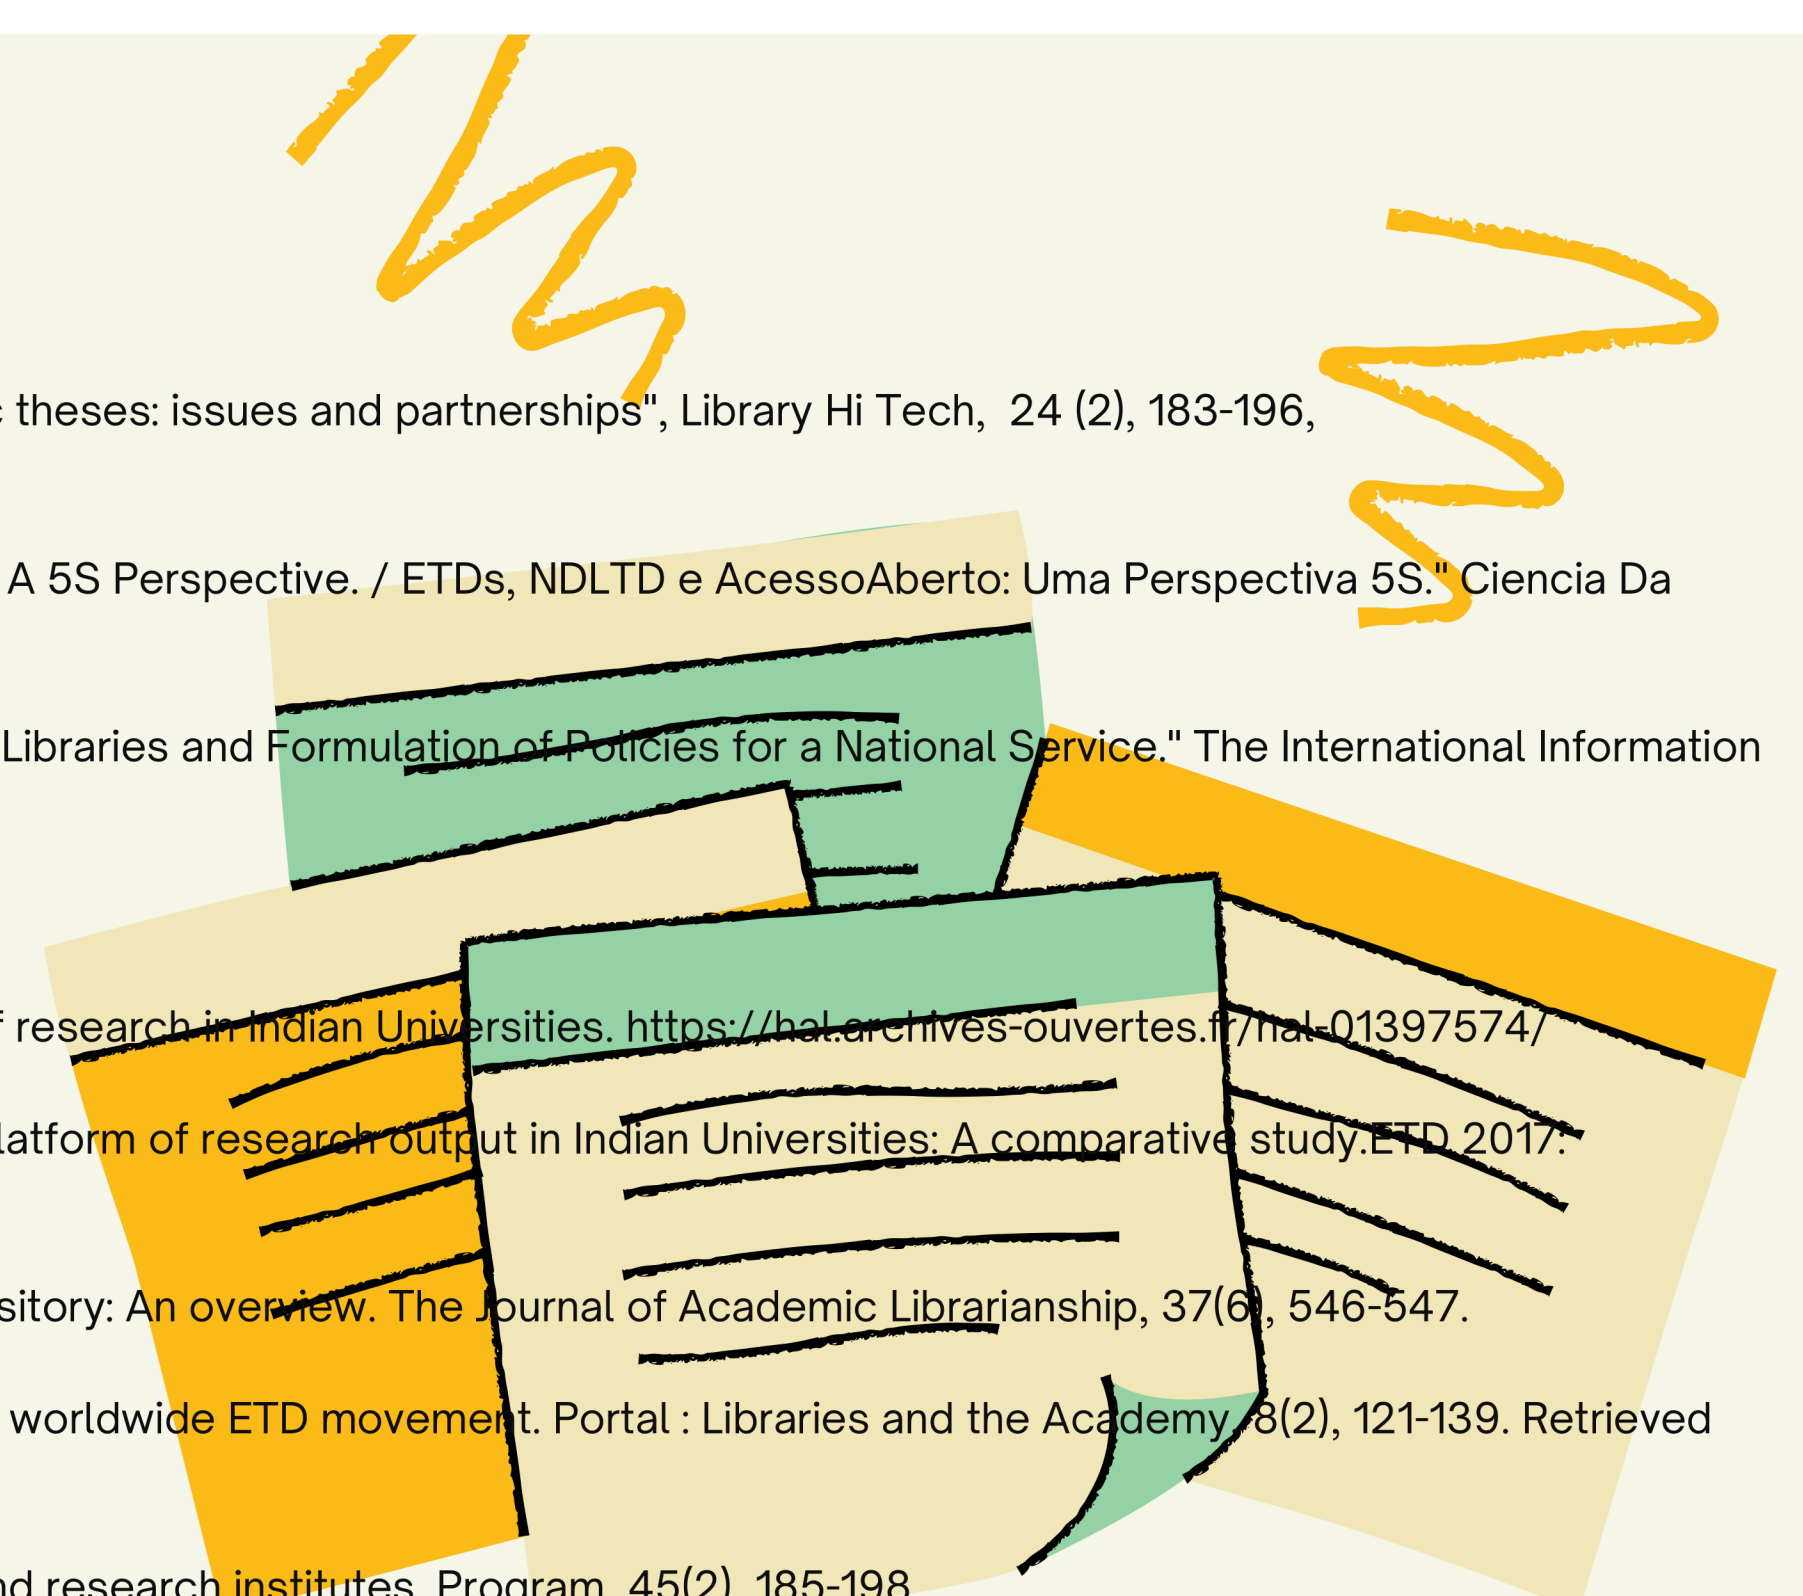 theses: issues and partnerships", Library Hi Tech,  24 (2), 183-196,
A 5S Perspective. / ETDs, NDLTD e AcessoAberto: Uma Perspectiva 5S." Ciencia Da
Libraries and Formulation of Policies for a National Service." The International Information
research in Indian Universities. https://hal.archives-ouvertes.fr/hal-01397574/
latform of research output in Indian Universities: A comparative study.ETD 2017:
sitory: An overview. The Journal of Academic Librarianship, 37(6), 546-547.
worldwide ETD movement. Portal : Libraries and the Academy, 8(2), 121-139. Retrieved
nd research institutes. Program, 45(2), 185-198